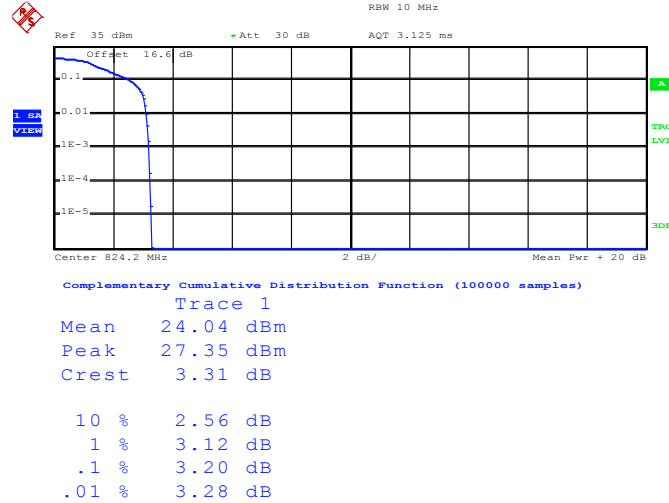 RBW 10 MHz
Ref 35 dBm * Att 30 dB AQT 3.125 ms
Offset 16.6 dB
0.1
A
0.01
1 SA
VIEW
TRG
LVL
1E-3
1E-4
1E-5
3DB
Center 824.2 MHz 2 dB/ Mean Pwr + 20 dB
Complementary Cumulative Distribution Function (100000 samples)
Trace 1
Mean 24.04 dBm
Peak 27.35 dBm
Crest 3.31 dB
10 % 2.56 dB
1 % 3.12 dB
.1 % 3.20 dB
.01 % 3.28 dB